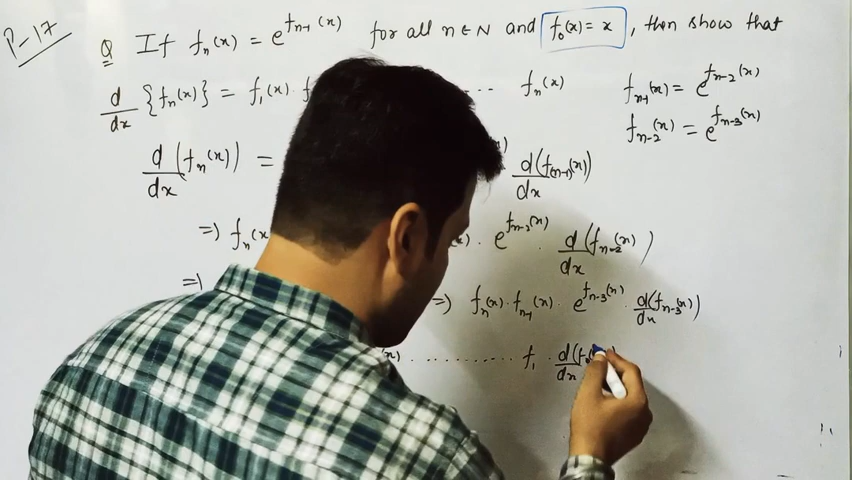 P-17
Q If fₙ(x) = e^fₙ₋₁(x) for all n ∈ N and f₀(x) = x, then show that
d/dx {fₙ(x)} = f₁(x) · f ... fₙ(x) fₙ₋₁(x) = e^fₙ₋₂(x)
fₙ₋₂(x) = e^fₙ₋₃(x)
d/dx (fₙ(x)) = d/dx (f(n-1)(x))
⇒ fₙ(x · e^fₙ₋₂(x) · d/dx (fₙ₋₂(x))
⇒ ⇒ fₙ(x) · fₙ₋₁(x) · e^fₙ₋₃(x) · d/dx (fₙ₋₃(x))
(x) ........... f₁ · d/dx (f